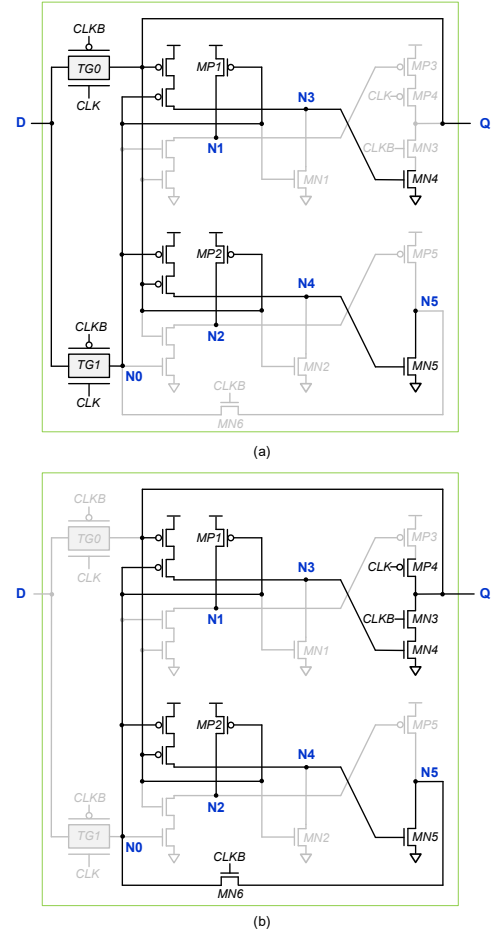 CLKB
TG0
CLK
MP1
MP3
CLK
MP4
D
N3
Q
N1
CLKB
MN3
MN1
MN4
MP2
MP5
N4
N5
N2
CLKB
TG1
N0
CLK
MN2
MN5
CLKB
MN6
(a)
CLKB
TG0
CLK
MP1
MP3
CLK
MP4
D
N3
Q
N1
CLKB
MN3
MN1
MN4
MP2
MP5
N4
N5
N2
CLKB
TG1
N0
CLK
MN2
MN5
CLKB
MN6
(b)